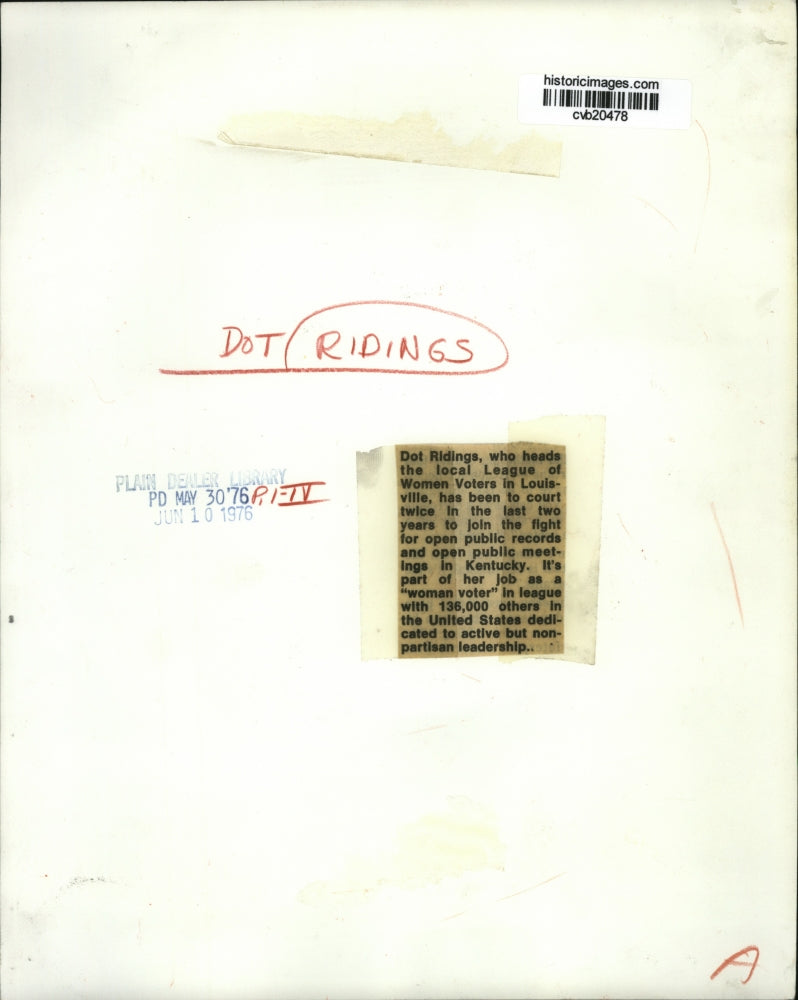 historicimages.com
cvb20478
DOT RIDINGS
PLAIN DEALER LIBRARY
PD MAY 30'76 P.1-IV
JUN 10 1976
Dot Ridings, who heads
the local League of
Women Voters in Louis-
ville, has been to court
twice in the last two
years to join the fight
for open public records
and open public meet-
ings in Kentucky. It's
part of her job as a
"woman voter" in league
with 136,000 others in
the United States dedi-
cated to active but non-
partisan leadership..
A